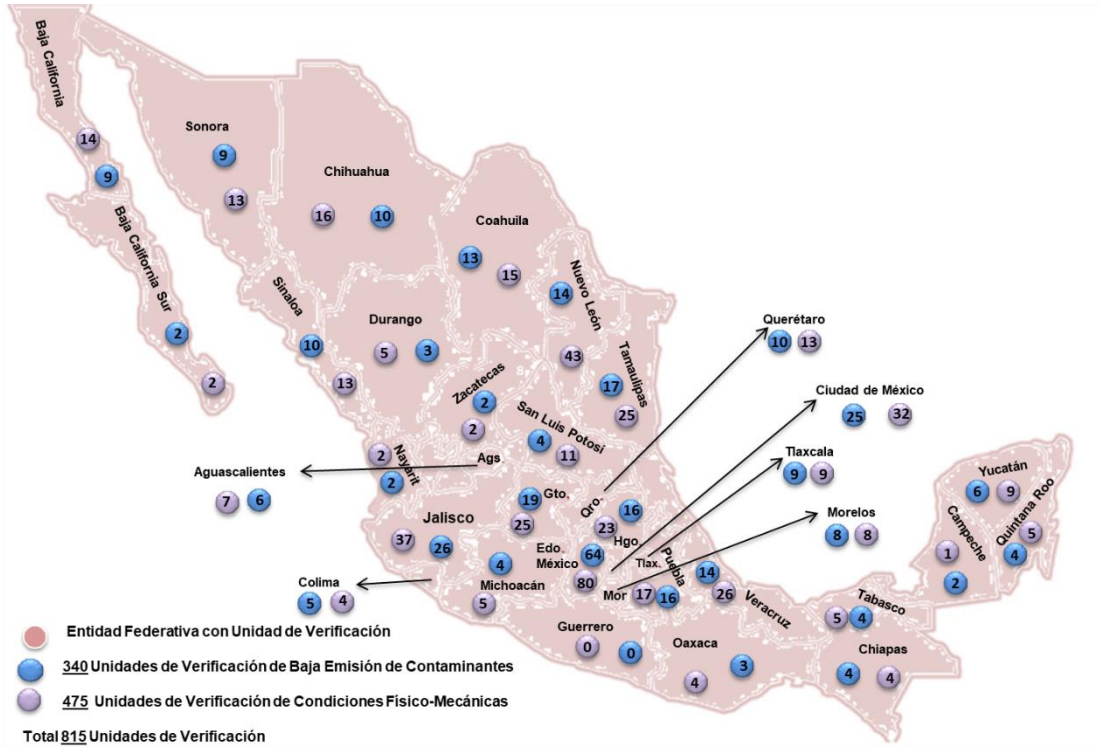 Baja California
14
9
Sonora
9
13
Chihuahua
16 10
Coahuila
13
15
Nuevo León
14
43
Baja California Sur
2
2
Sinaloa
10
13
Durango
5 3
Tamaulipas
17
25
Zacatecas
2
2
San Luis Potosí
4
11
Querétaro
10 13
Ciudad de México
25 32
Tlaxcala
9 9
Morelos
8 8
Nayarit
2
2
Ags
Aguascalientes
7 6
Gto.
19
25
Qro.
16
23
Hgo.
Jalisco
37 26
Edo. México
64
80
Michoacán
4
5
Colima
5 4
Tlax.
Mor
Puebla
17 16
Veracruz
14
26
Guerrero
0 0
Oaxaca
3
4
Tabasco
5 4
Chiapas
4 4
Campeche
1
2
Yucatán
6 9
Quintana Roo
5
4
Entidad Federativa con Unidad de Verificación
340 Unidades de Verificación de Baja Emisión de Contaminantes
475 Unidades de Verificación de Condiciones Físico-Mecánicas
Total 815 Unidades de Verificación